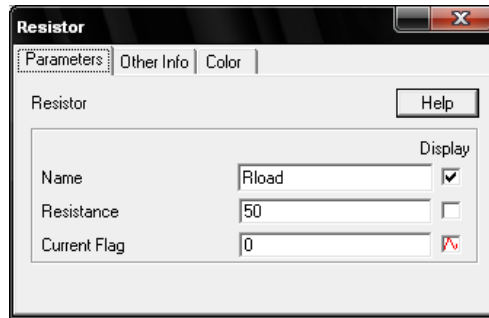 Resistor
Parameters Other Info Color
Resistor Help
Display
Name Rload
Resistance 50
Current Flag 0